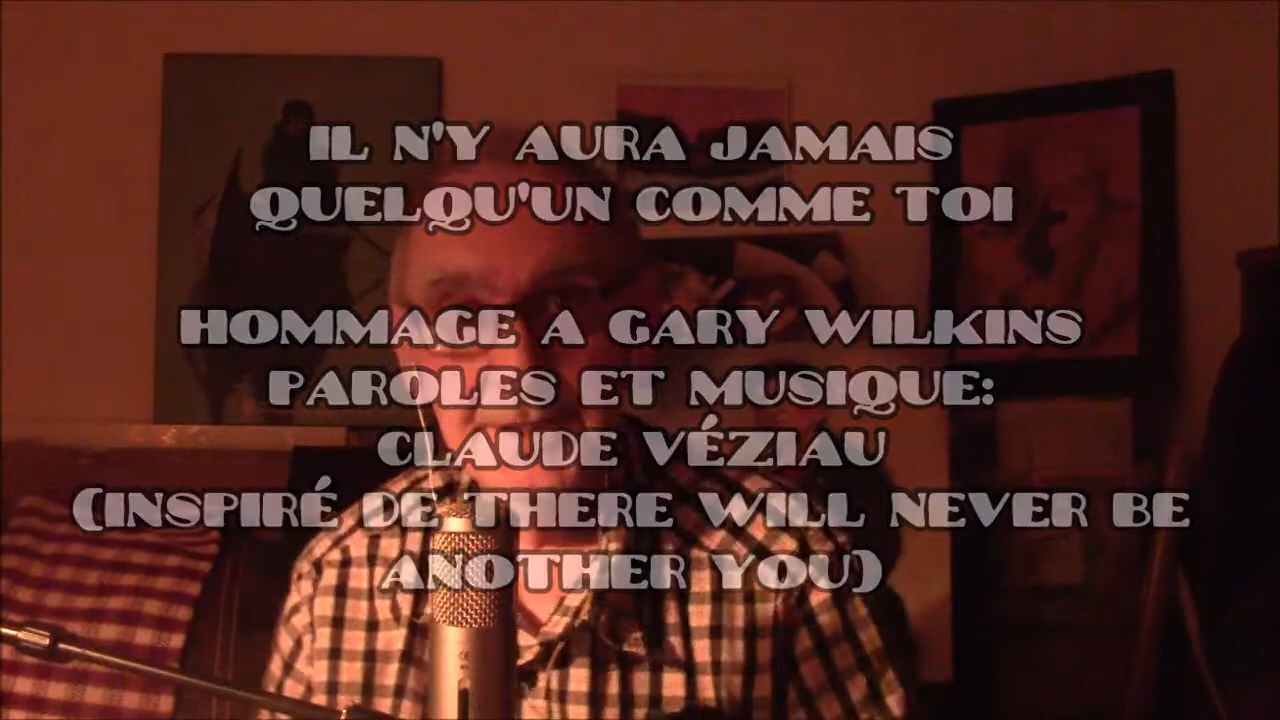 IL N'Y AURA JAMAIS
QUELQU'UN COMME TOI
HOMMAGE A GARY WILKINS
PAROLES ET MUSIQUE:
CLAUDE VÉZIAU
(INSPIRÉ DE THERE WILL NEVER BE
ANOTHER YOU)